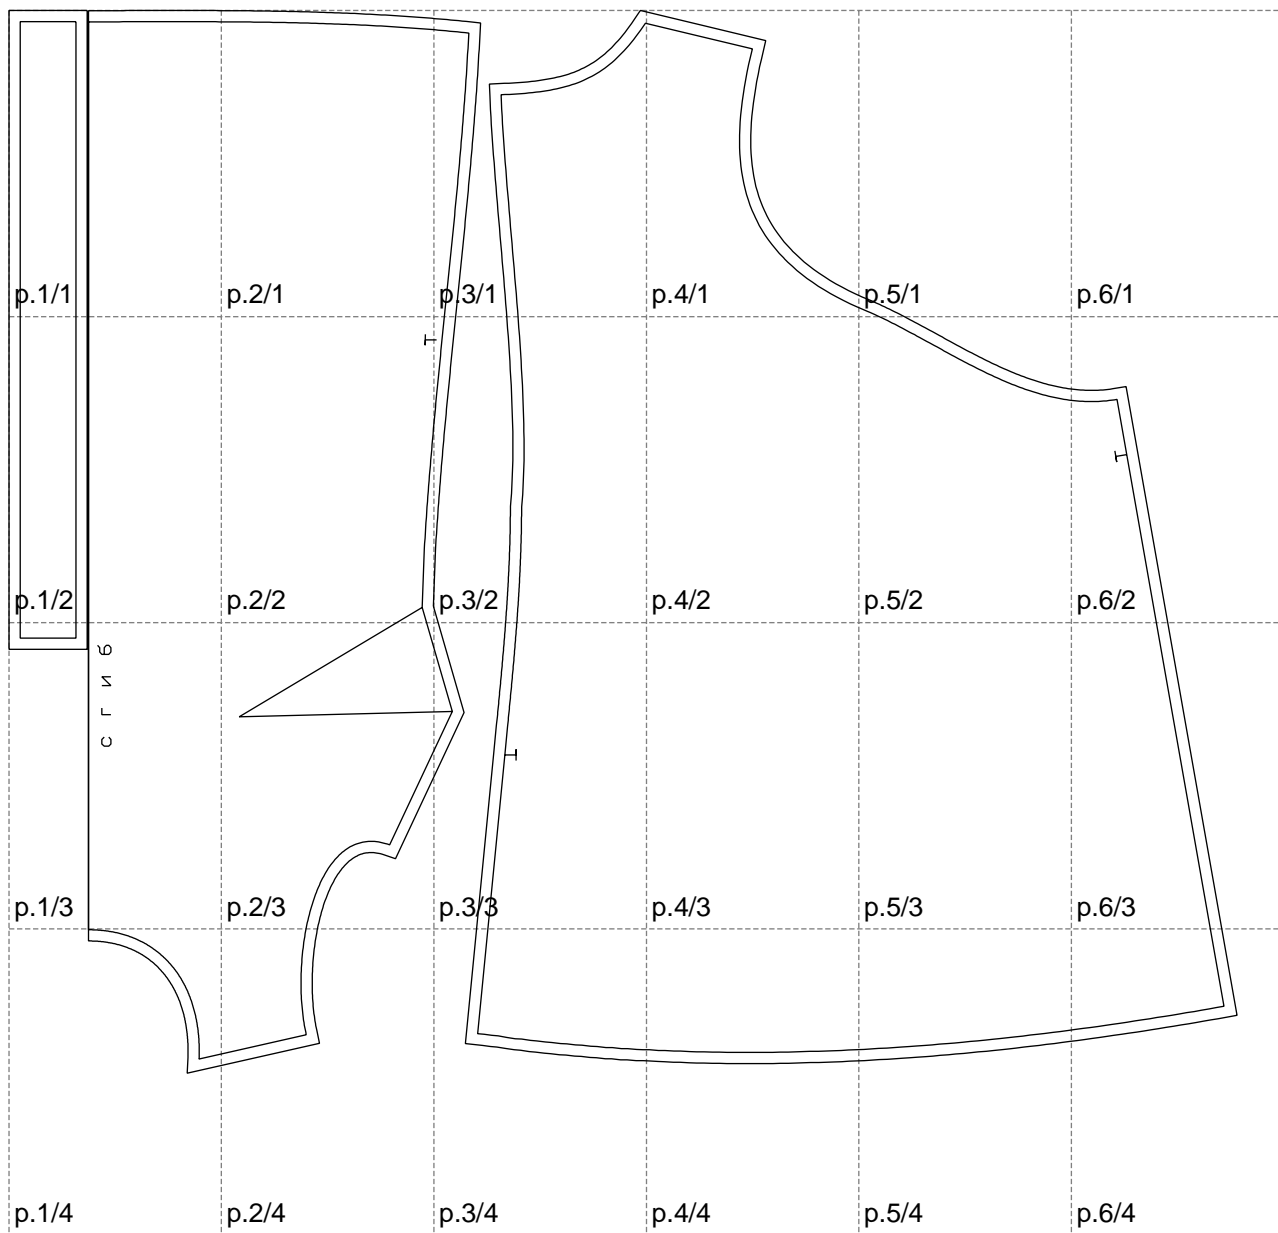 p.1/1 p.2/1 p.3/1 p.4/1 p.5/1 p.6/1
p.1/2 p.2/2 p.3/2 p.4/2 p.5/2 p.6/2
с г и б
p.1/3 p.2/3 p.3/3 p.4/3 p.5/3 p.6/3
p.1/4 p.2/4 p.3/4 p.4/4 p.5/4 p.6/4